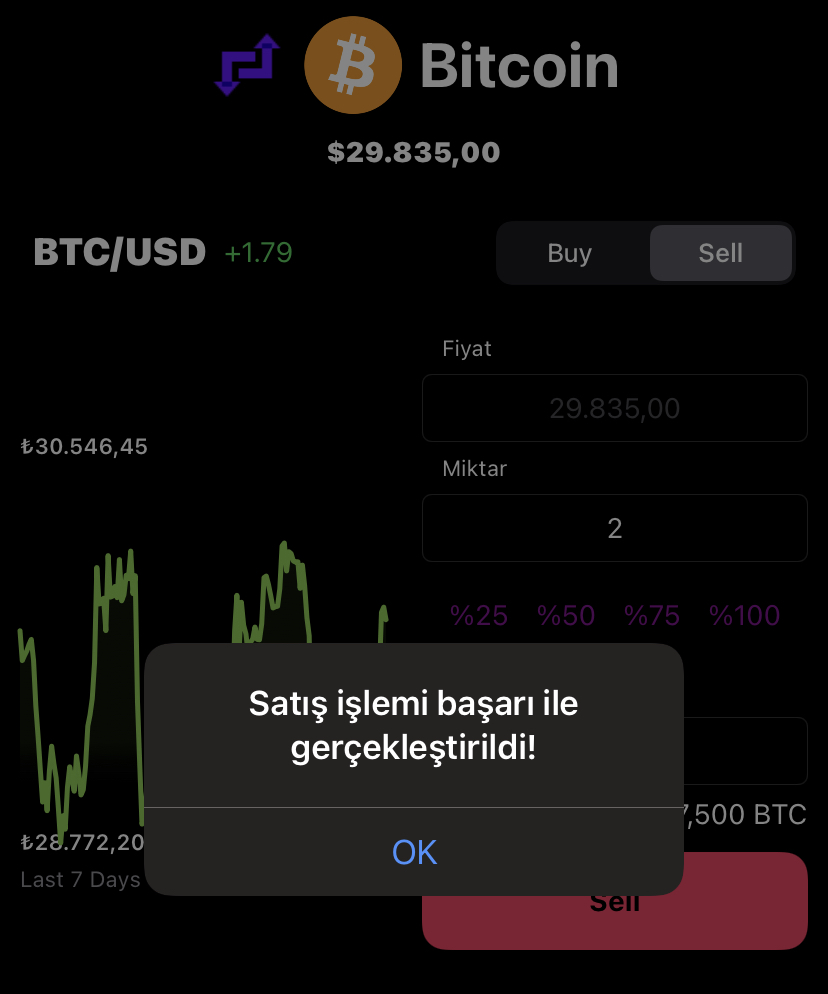 Bitcoin
$29.835,00
BTC/USD +1.79
Buy Sell
Fiyat
29.835,00
₺30.546,45
Miktar
2
%25 %50 %75 %100
Satış işlemi başarı ile
gerçekleştirildi!
7,500 BTC
₺28.772,20
OK
Last 7 Days
Sell